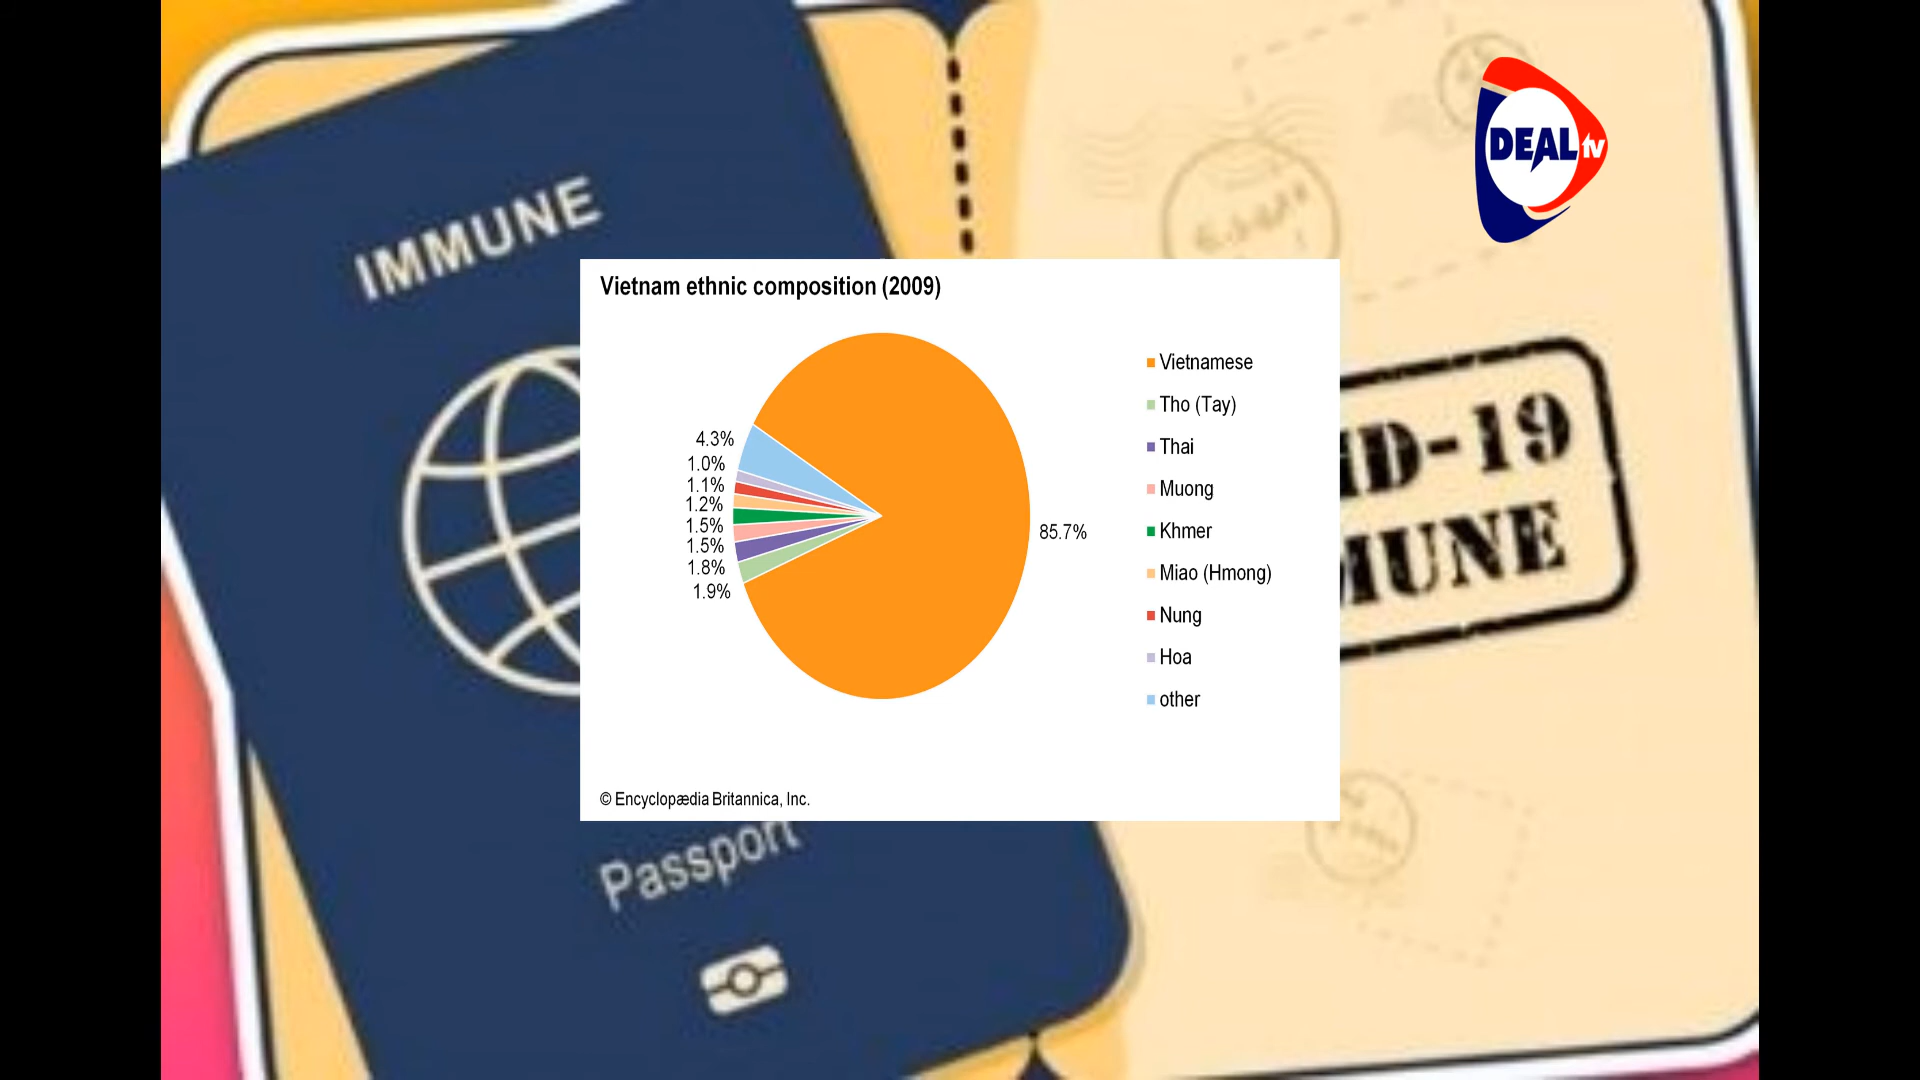 IMMUNE
DEAL tv
Vietnam ethnic composition (2009)
Vietnamese
Tho (Tay)
Thai
Muong
Khmer
Miao (Hmong)
Nung
Hoa
other
4.3%
1.0%
1.1%
1.2%
1.5%
1.5%
1.8%
1.9%
85.7%
© Encyclopædia Britannica, Inc.
ID-19
MUNE
Passport